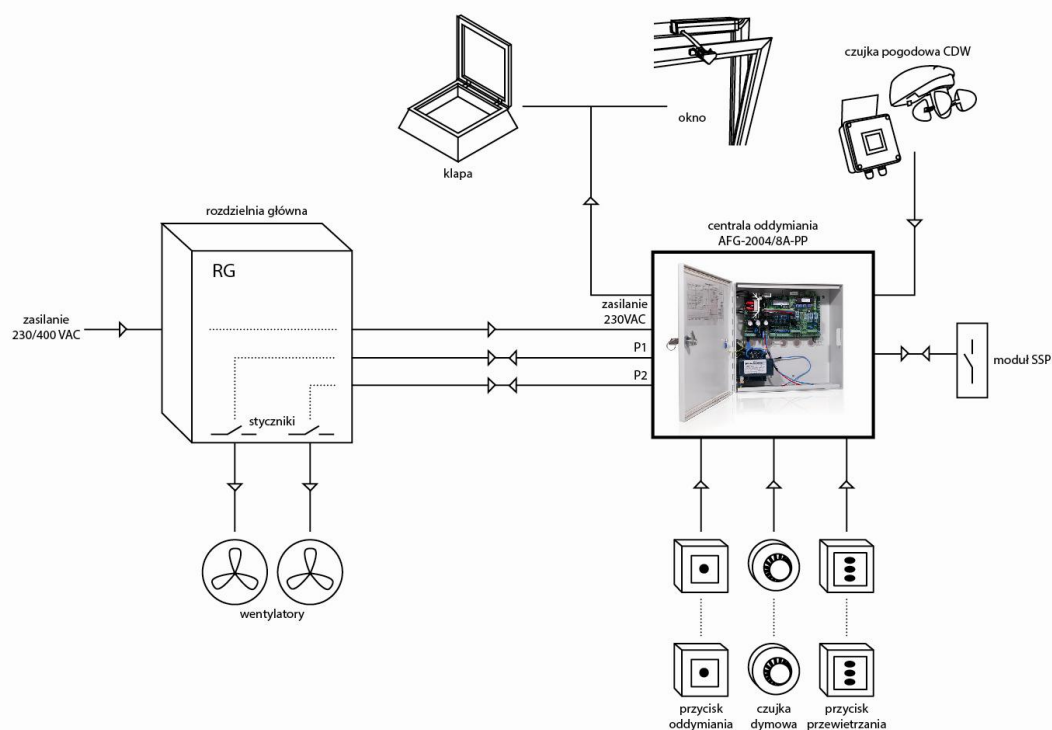 czujka pogodowa CDW
okno
klapa
rozdzielnia główna
centrala oddymiania
AFG-2004/8A-PP
RG
zasilanie
230/400 VAC
zasilanie
230VAC
P1
P2
moduł SSP
styczniki
wentylatory
przycisk
oddymiania
czujka
dymowa
przycisk
przewietrzania